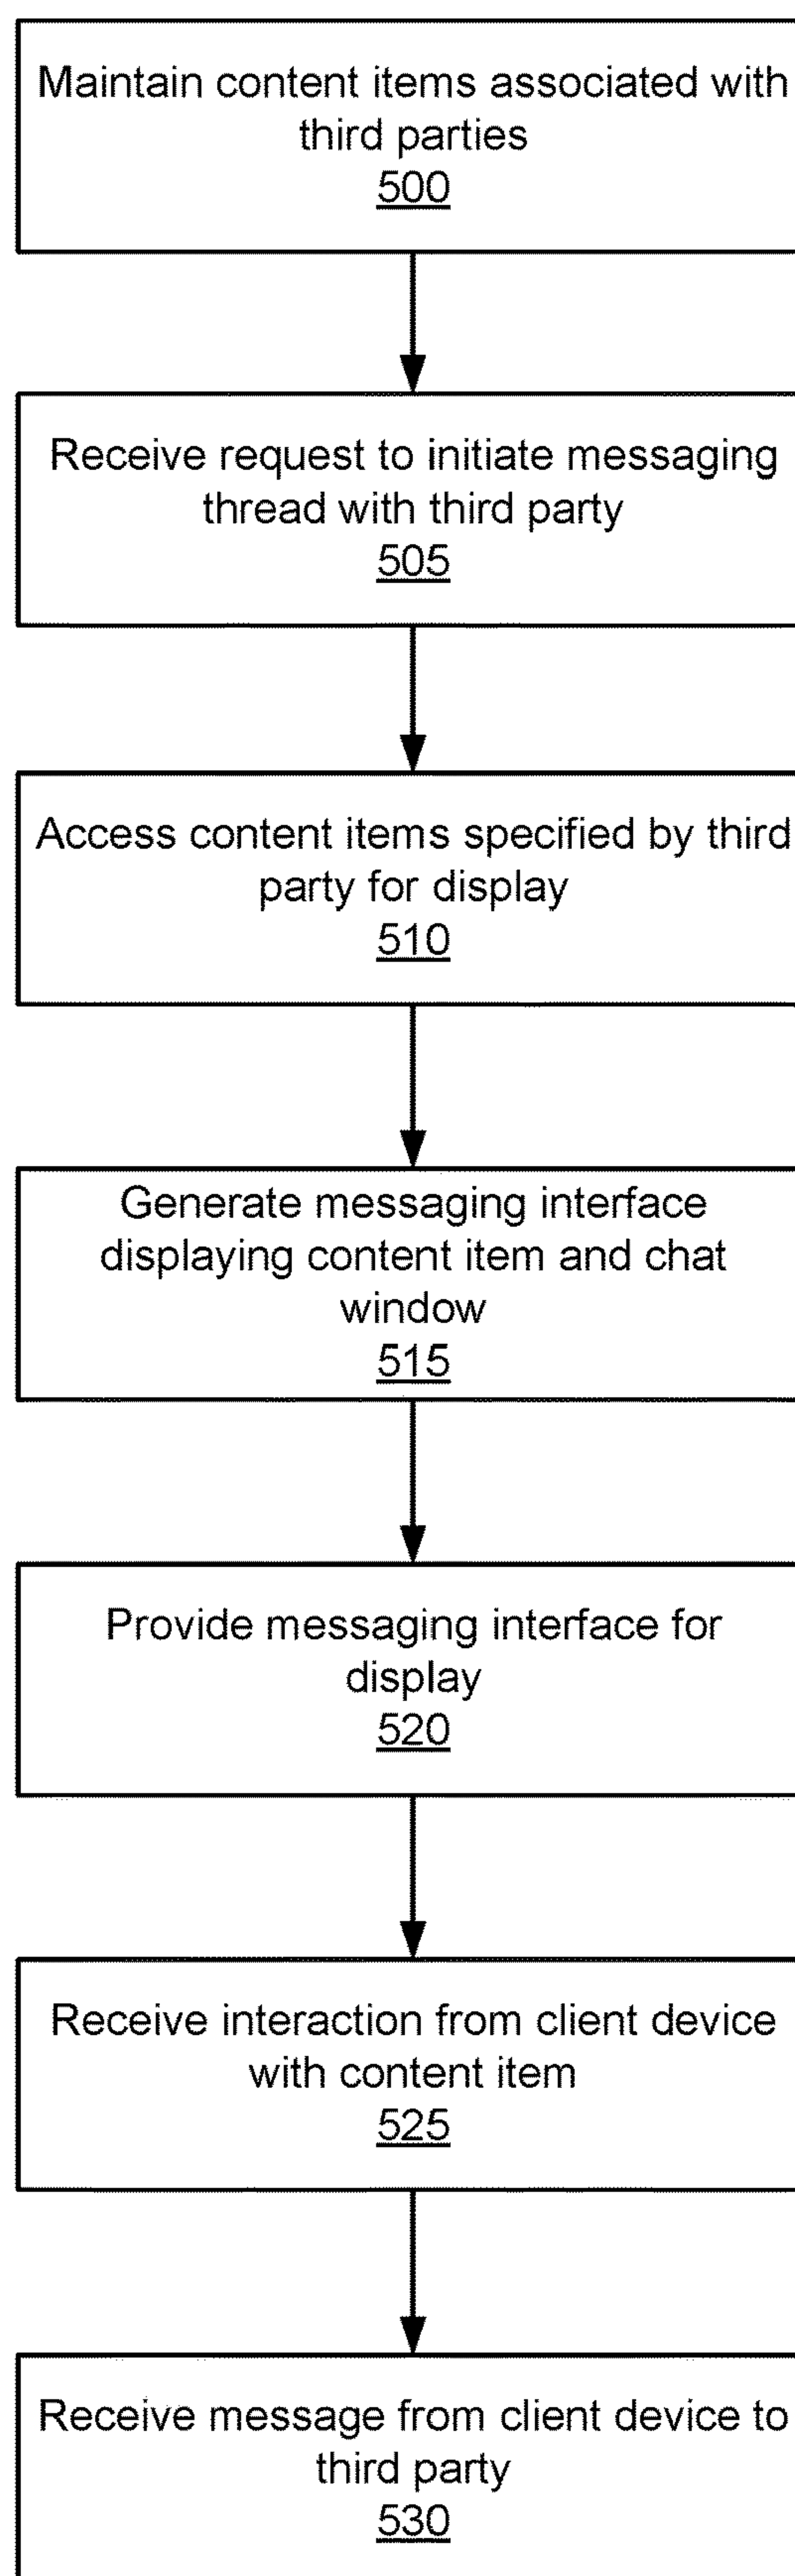 Maintain content items associated with
third parties
500
Receive request to initiate messaging
thread with third party
505
Access content items specified by third
party for display
510
Generate messaging interface
displaying content item and chat
window
515
Provide messaging interface for
display
520
Receive interaction from client device
with content item
525
Receive message from client device to
third party
530